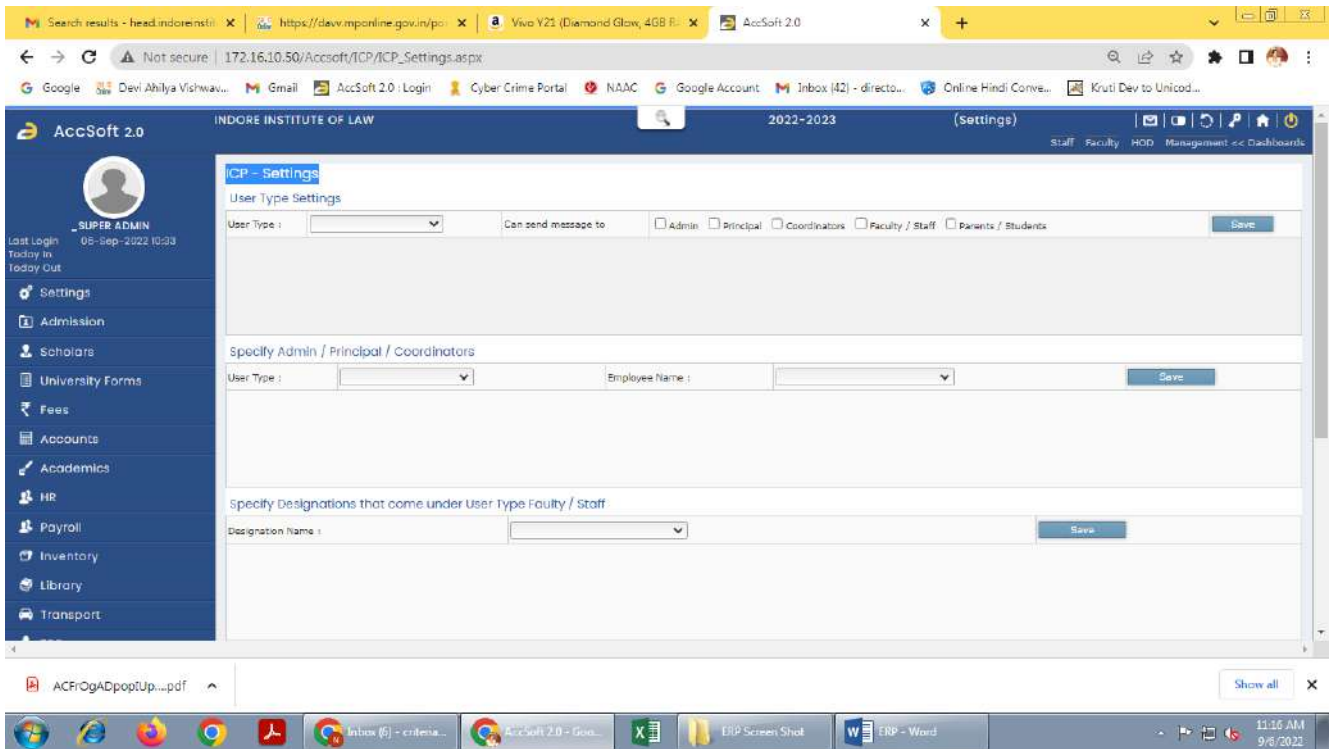 Search results - head.indoreinstit
https://davv.mponline.gov.in/po
Vivo Y21 (Diamond Glow, 4GB R
AccSoft 2.0
Not secure | 172.16.10.50/Accsoft/ICP/ICP_Settings.aspx
Google
Devi Ahilya Vishwav...
Gmail
AccSoft 2.0 : Login
Cyber Crime Portal
NAAC
Google Account
Inbox (42) - directo...
Online Hindi Conve...
Kruti Dev to Unicod...
AccSoft 2.0
INDORE INSTITUTE OF LAW
2022-2023
(Settings)
Staff Faculty HOD Management << Dashboards
_SUPER ADMIN
Last Login 06-Sep-2022 10:33
Today In
Today Out
Settings
Admission
Scholars
University Forms
Fees
Accounts
Academics
HR
Payroll
Inventory
Library
Transport
ICP - Settings
User Type Settings
User Type :
Can send message to
Admin Principal Coordinators Faculty / Staff Parents / Students
Save
Specify Admin / Principal / Coordinators
User Type :
Employee Name :
Save
Specify Designations that come under User Type Faulty / Staff
Designation Name :
Save
ACFrOgADpopIUp....pdf
Show all
Inbox (6) - criteria...
AccSoft 2.0 - Goo...
ERP Screen Shot
ERP - Word
11:16 AM
9/6/2022